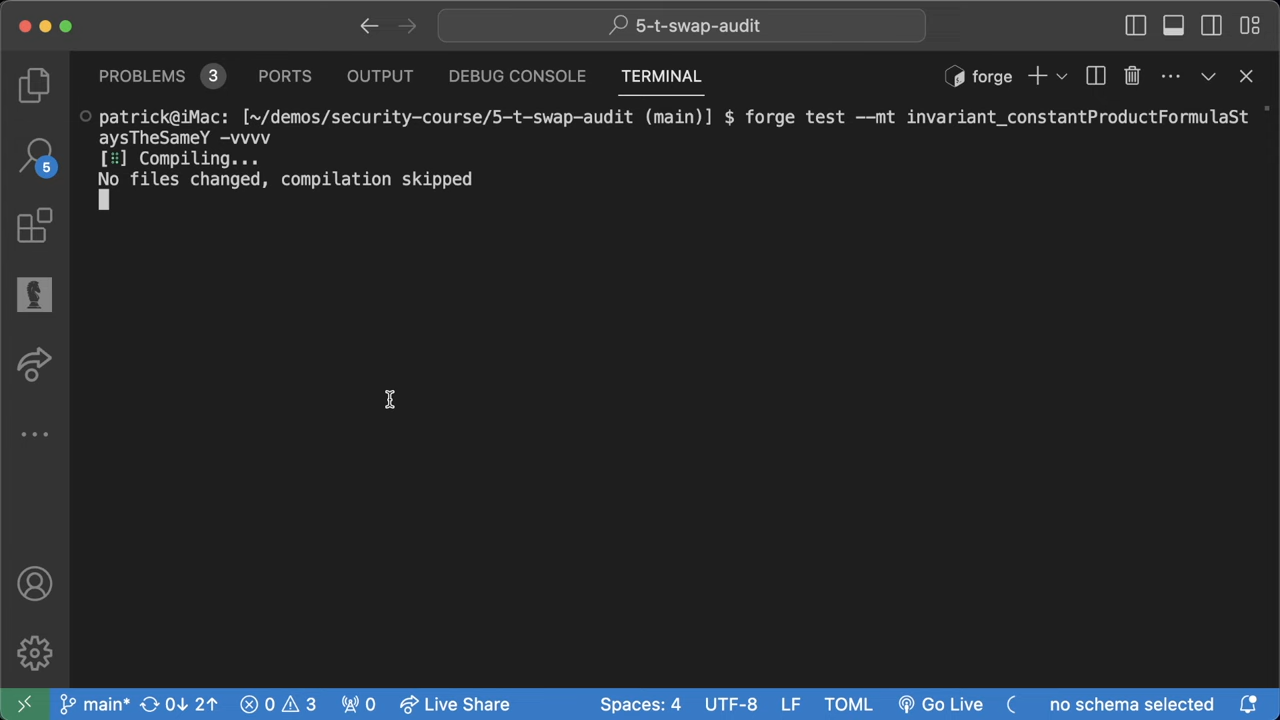 5-t-swap-audit
PROBLEMS 3 PORTS OUTPUT DEBUG CONSOLE TERMINAL forge
patrick@iMac: [~/demos/security-course/5-t-swap-audit (main)] $ forge test --mt invariant_constantProductFormulaSt
aysTheSameY -vvvv
[⠿] Compiling...
No files changed, compilation skipped
5
main* 0↓ 2↑ 0 3 0 Live Share Spaces: 4 UTF-8 LF TOML Go Live no schema selected